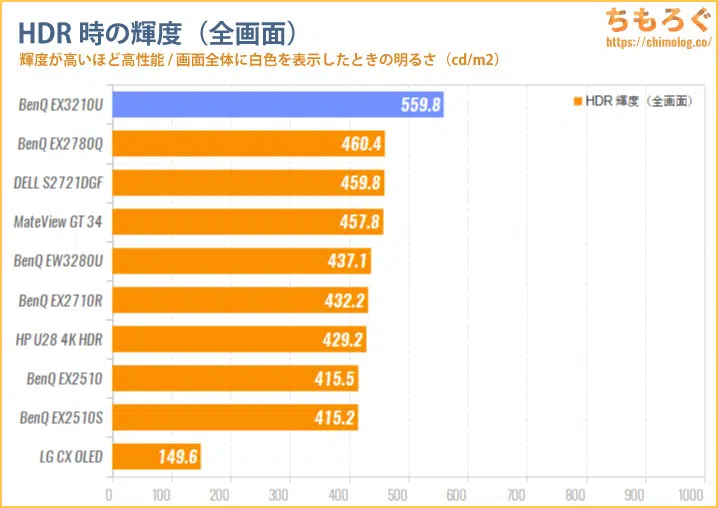 HDR 時の輝度（全画面）
ちもろぐ
https://chimolog.co/
輝度が高いほど高性能 / 画面全体に白色を表示したときの明るさ（cd/m2）
HDR 輝度（全画面）
BenQ EX3210U 559.8
BenQ EX2780Q 460.4
DELL S2721DGF 459.8
MateView GT 34 457.8
BenQ EW3280U 437.1
BenQ EX2710R 432.2
HP U28 4K HDR 429.2
BenQ EX2510 415.5
BenQ EX2510S 415.2
LG CX OLED 149.6
0 100 200 300 400 500 600 700 800 900 1000